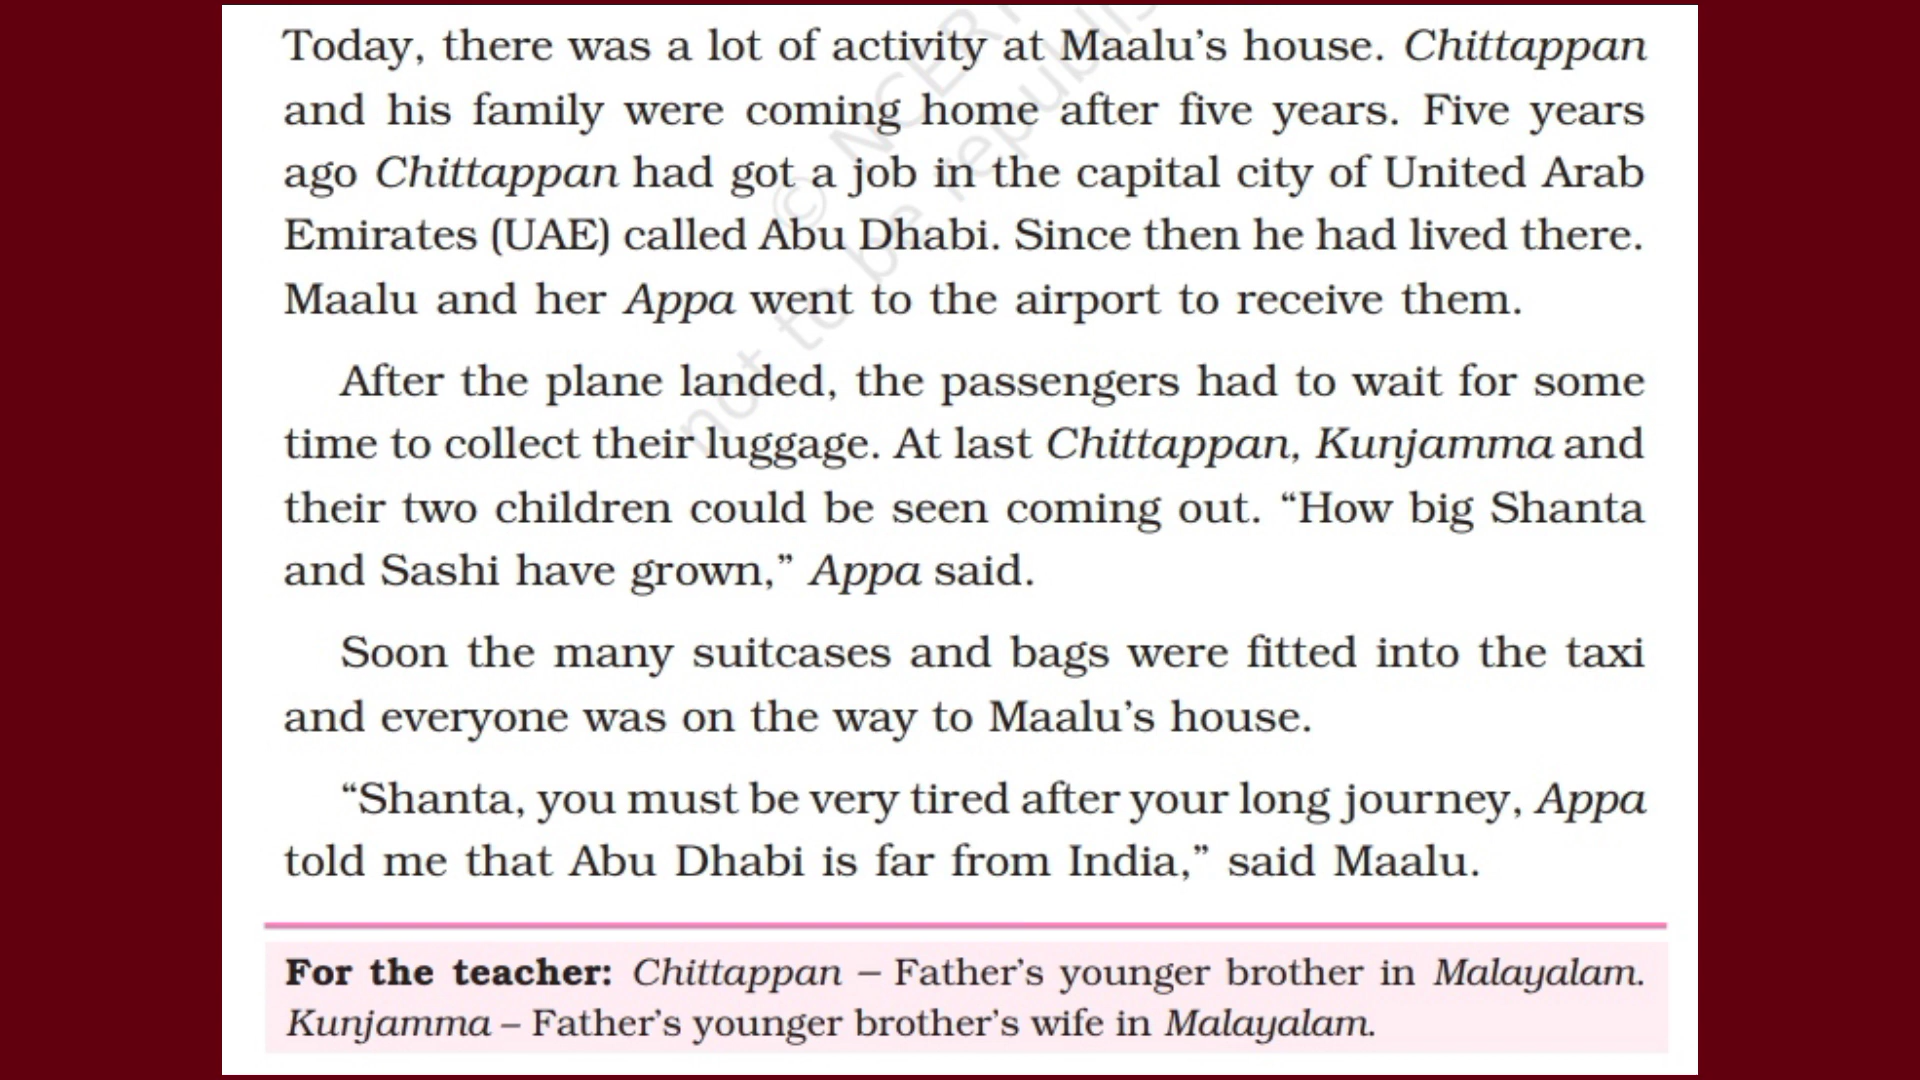 Today, there was a lot of activity at Maalu’s house. Chittappan
and his family were coming home after five years. Five years
ago Chittappan had got a job in the capital city of United Arab
Emirates (UAE) called Abu Dhabi. Since then he had lived there.
Maalu and her Appa went to the airport to receive them.
After the plane landed, the passengers had to wait for some
time to collect their luggage. At last Chittappan, Kunjamma and
their two children could be seen coming out. “How big Shanta
and Sashi have grown,” Appa said.
Soon the many suitcases and bags were fitted into the taxi
and everyone was on the way to Maalu’s house.
“Shanta, you must be very tired after your long journey, Appa
told me that Abu Dhabi is far from India,” said Maalu.
For the teacher: Chittappan – Father’s younger brother in Malayalam.
Kunjamma – Father’s younger brother’s wife in Malayalam.
© NCER
not to be republis